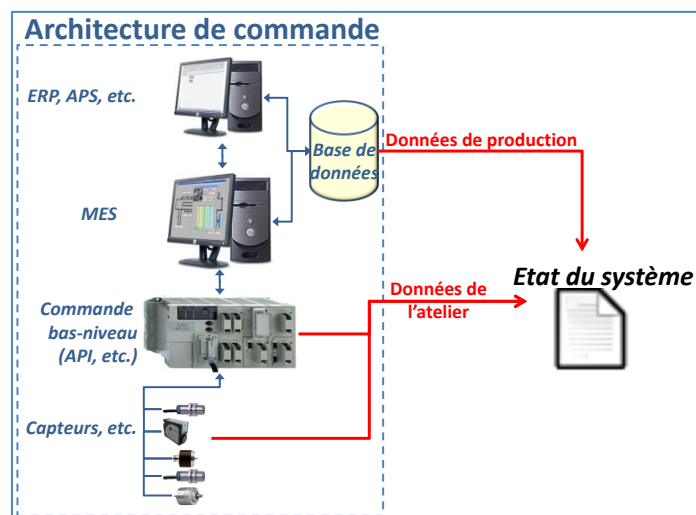 Architecture de commande
ERP, APS, etc.
Base de
données
Données de production
MES
Etat du système
Données de
l'atelier
Commande
bas-niveau
(API, etc.)
Capteurs, etc.